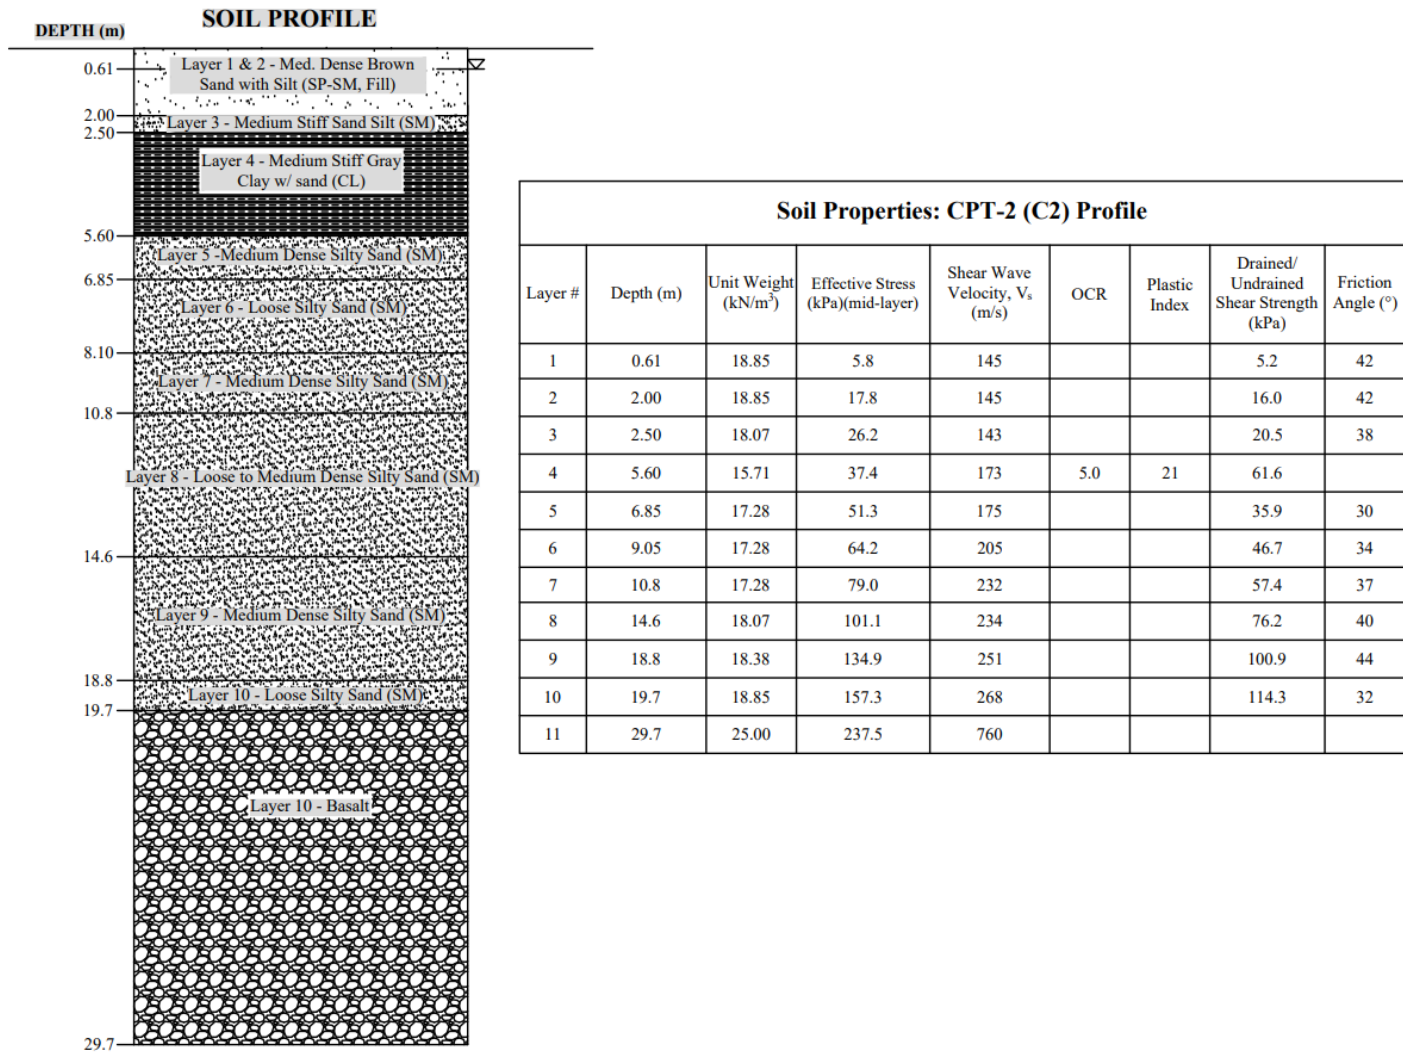 SOIL PROFILE
DEPTH (m)
0.61
Layer 1 & 2 - Med. Dense Brown
Sand with Silt (SP-SM, Fill)
2.00
Layer 3 - Medium Stiff Sand Silt (SM)
2.50
Layer 4 - Medium Stiff Gray
Clay w/ sand (CL)
5.60
Layer 5 -Medium Dense Silty Sand (SM)
6.85
Layer 6 - Loose Silty Sand (SM)
8.10
Layer 7 - Medium Dense Silty Sand (SM)
10.8
Layer 8 - Loose to Medium Dense Silty Sand (SM)
14.6
Layer 9 - Medium Dense Silty Sand (SM)
18.8
Layer 10 - Loose Silty Sand (SM)
19.7
Layer 10 - Basalt
29.7
Soil Properties: CPT-2 (C2) Profile
Layer # Depth (m) Unit Weight (kN/m³) Effective Stress (kPa)(mid-layer) Shear Wave Velocity, Vs (m/s) OCR Plastic Index Drained/ Undrained Shear Strength (kPa) Friction Angle (°)
1 0.61 18.85 5.8 145 5.2 42
2 2.00 18.85 17.8 145 16.0 42
3 2.50 18.07 26.2 143 20.5 38
4 5.60 15.71 37.4 173 5.0 21 61.6
5 6.85 17.28 51.3 175 35.9 30
6 9.05 17.28 64.2 205 46.7 34
7 10.8 17.28 79.0 232 57.4 37
8 14.6 18.07 101.1 234 76.2 40
9 18.8 18.38 134.9 251 100.9 44
10 19.7 18.85 157.3 268 114.3 32
11 29.7 25.00 237.5 760